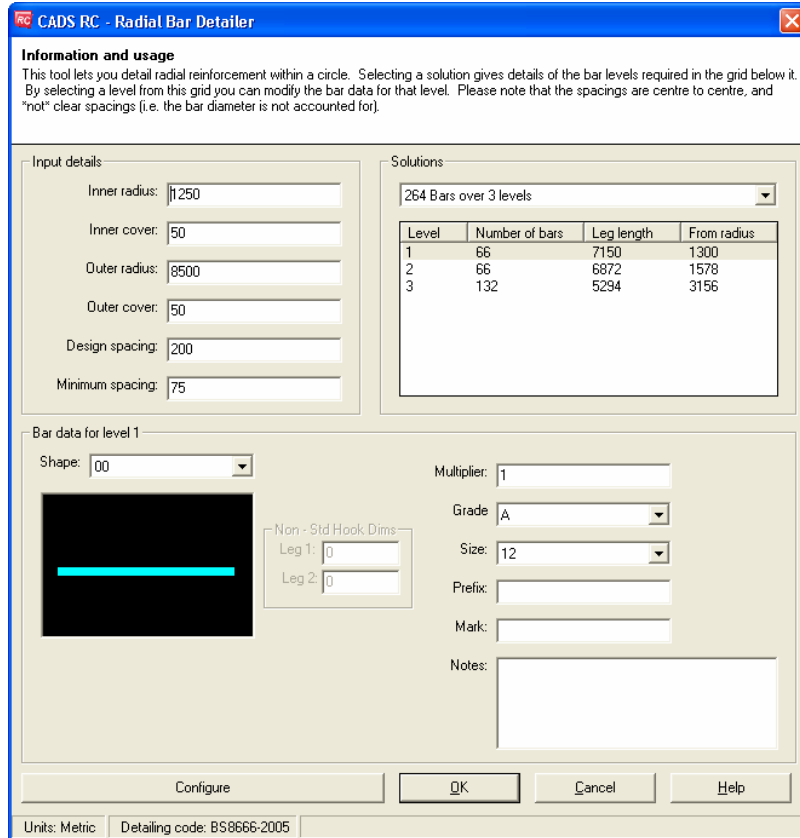 CADS RC - Radial Bar Detailer
Information and usage
This tool lets you detail radial reinforcement within a circle. Selecting a solution gives details of the bar levels required in the grid below it.
By selecting a level from this grid you can modify the bar data for that level. Please note that the spacings are centre to centre, and
*not* clear spacings (i.e. the bar diameter is not accounted for).
Input details
Inner radius: 1250
Inner cover: 50
Outer radius: 8500
Outer cover: 50
Design spacing: 200
Minimum spacing: 75
Solutions
264 Bars over 3 levels
Level Number of bars Leg length From radius
1 66 7150 1300
2 66 6872 1578
3 132 5294 3156
Bar data for level 1
Shape: 00
Non - Std Hook Dims
Leg 1: 0
Leg 2: 0
Multiplier: 1
Grade A
Size: 12
Prefix:
Mark:
Notes:
Configure OK Cancel Help
Units: Metric Detailing code: BS8666-2005